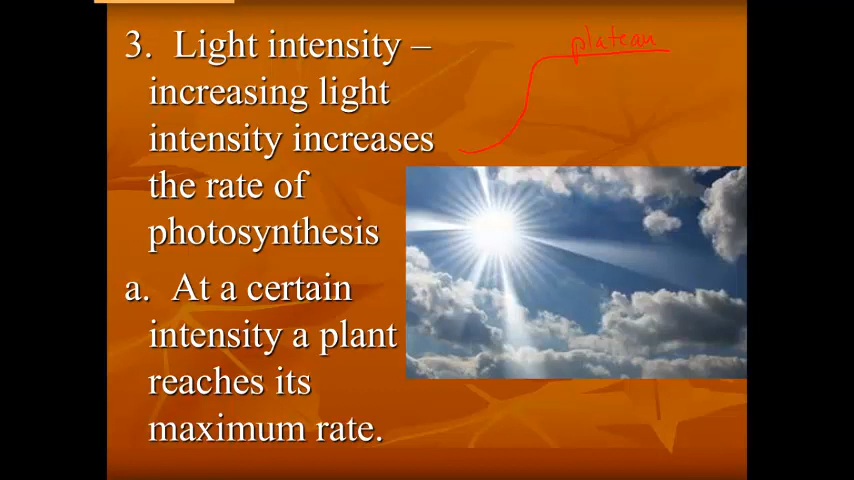 plateau
3. Light intensity –
increasing light
intensity increases
the rate of
photosynthesis
a. At a certain
intensity a plant
reaches its
maximum rate.